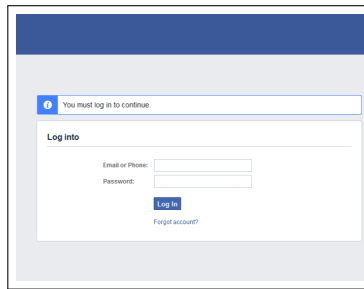 You must log in to continue.
Log into
Email or Phone:
Password:
Log In
Forgot account?